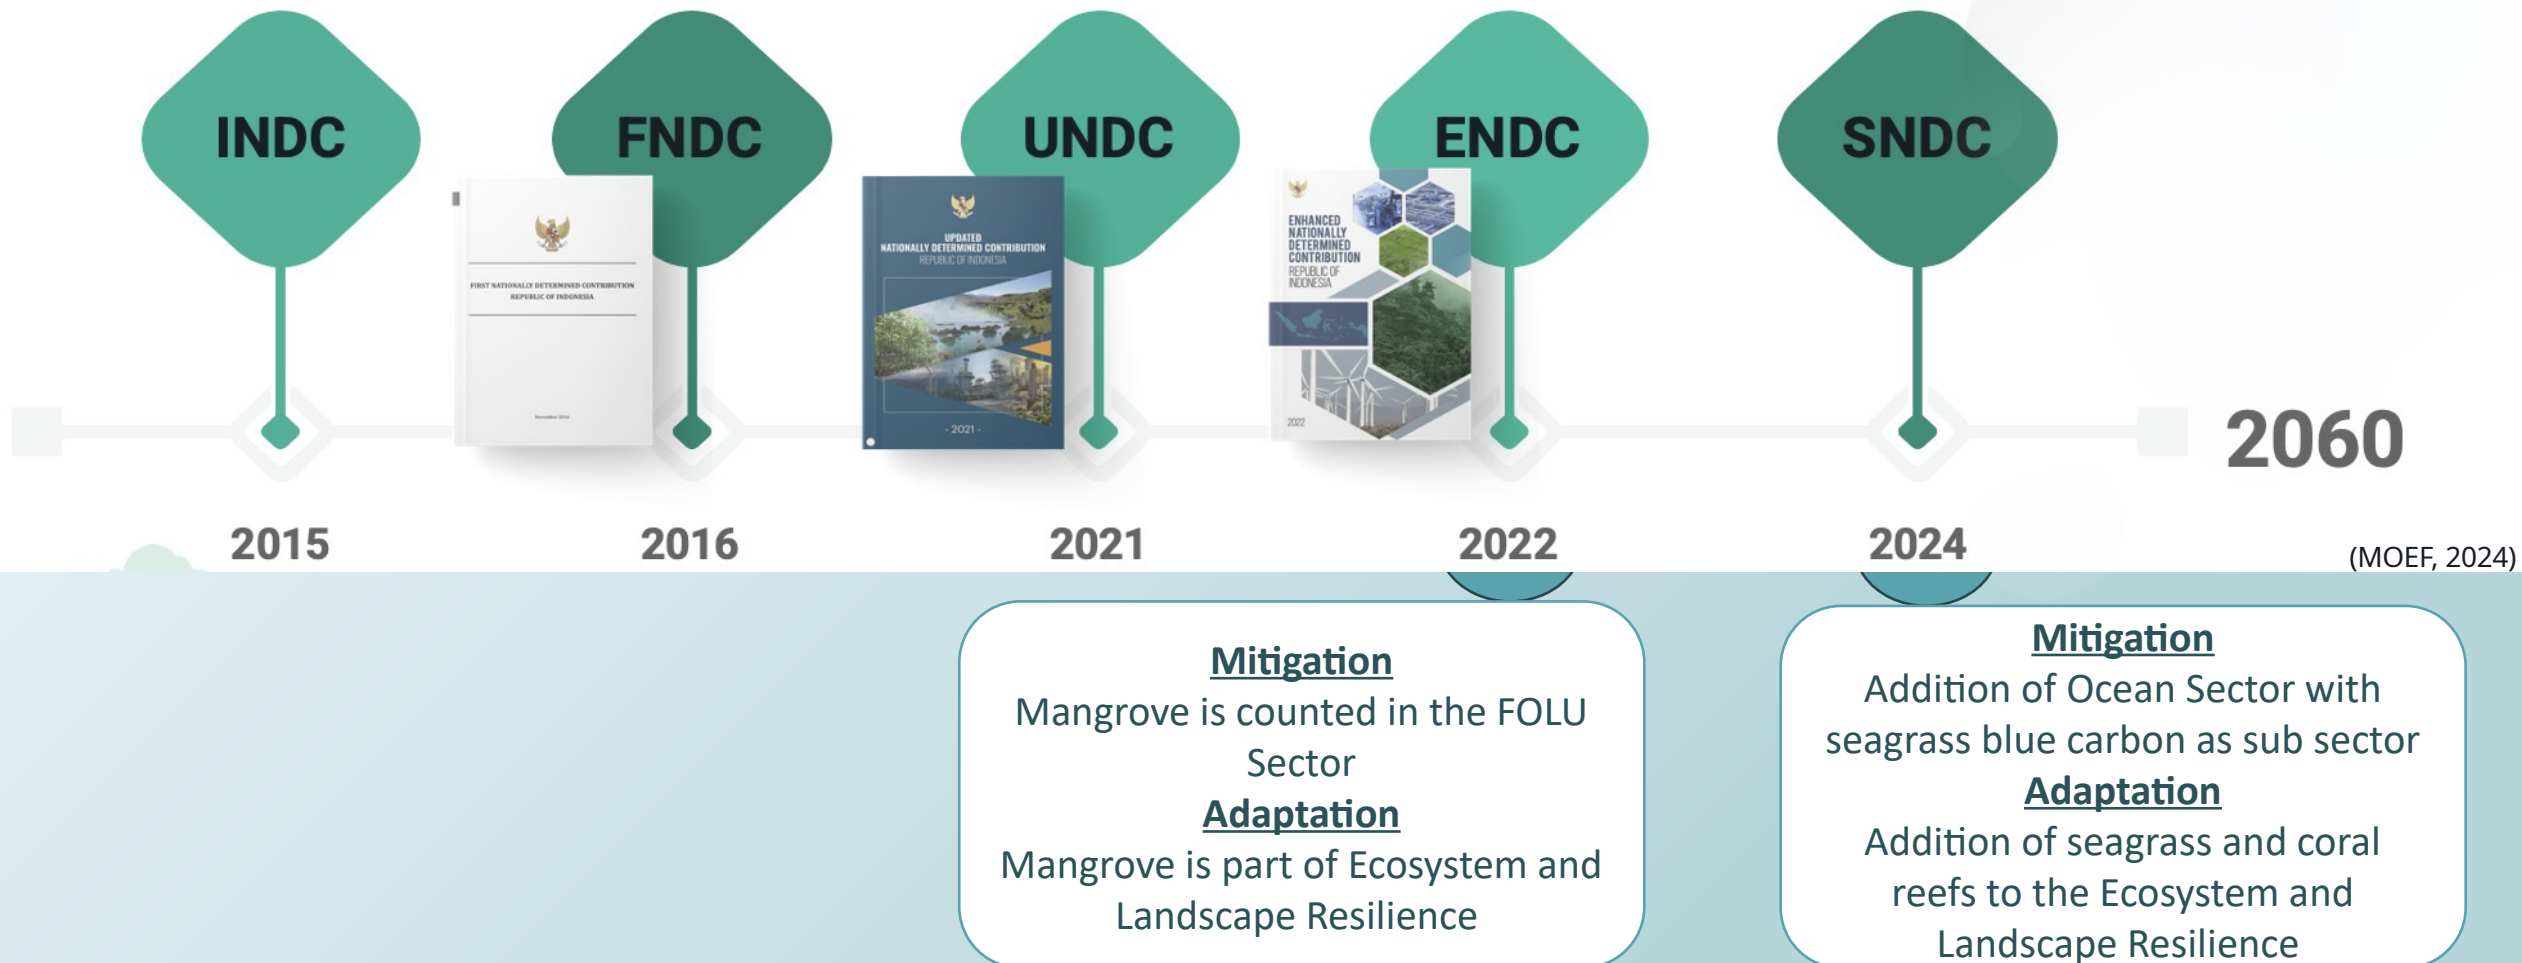 INDC
FNDC
UNDC
ENDC
SNDC
FIRST NATIONALLY DETERMINED CONTRIBUTION
REPUBLIC OF INDONESIA
November 2016
UPDATED
NATIONALLY DETERMINED CONTRIBUTION
REPUBLIC OF INDONESIA
- 2021 -
ENHANCED
NATIONALLY
DETERMINED
CONTRIBUTION
REPUBLIC OF
INDONESIA
2022
2060
2015
2016
2021
2022
2024
(MOEF, 2024)
Mitigation
Mangrove is counted in the FOLU
Sector
Adaptation
Mangrove is part of Ecosystem and
Landscape Resilience
Mitigation
Addition of Ocean Sector with
seagrass blue carbon as sub sector
Adaptation
Addition of seagrass and coral
reefs to the Ecosystem and
Landscape Resilience